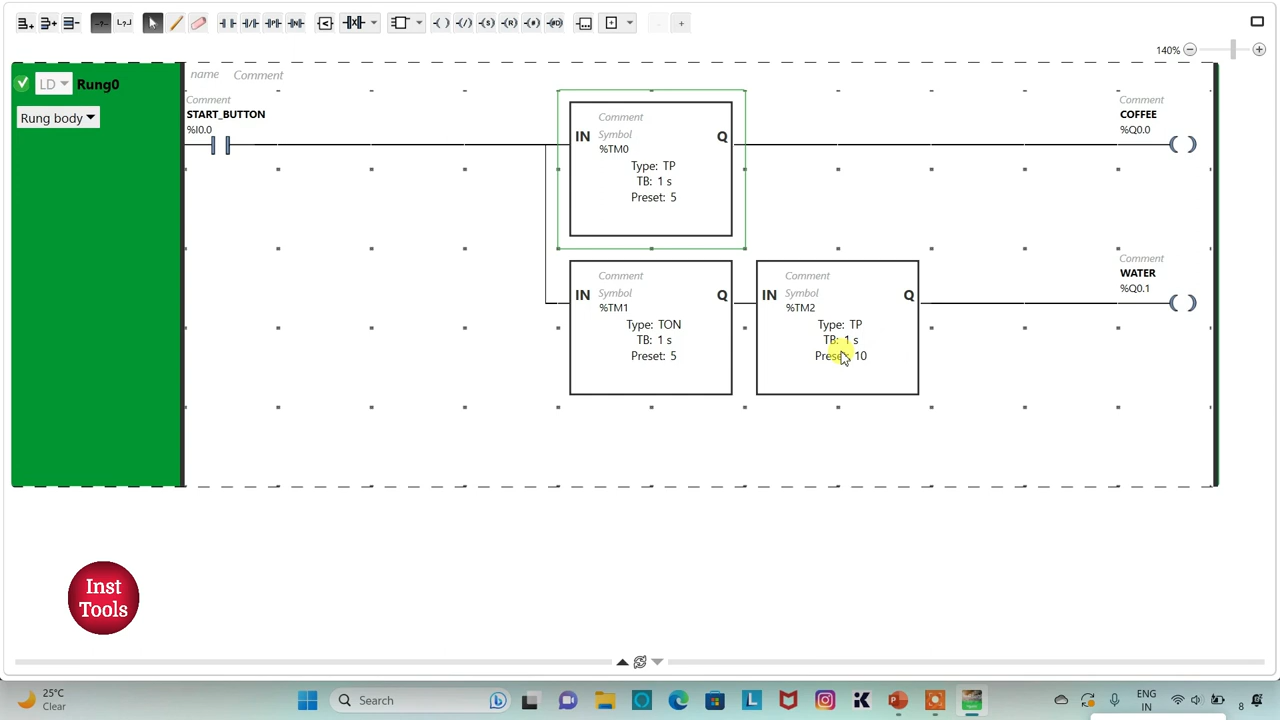 140%
LD
Rung0
name
Comment
Rung body
Comment
START_BUTTON
%I0.0
Comment
Symbol
IN
Q
%TM0
Type: TP
TB: 1 s
Preset: 5
Comment
COFFEE
%Q0.0
Comment
Symbol
IN
Q
%TM1
Type: TON
TB: 1 s
Preset: 5
Comment
Symbol
IN
Q
%TM2
Type: TP
TB: 1 s
Preset: 10
Comment
WATER
%Q0.1
Inst
Tools
25°C
Clear
Search
ENG
IN
8